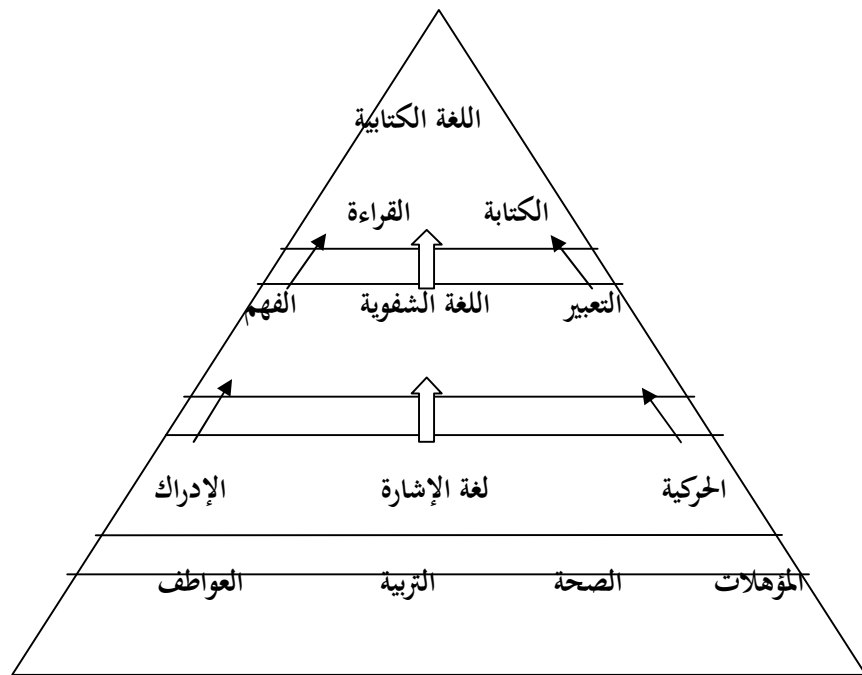 اللغة الكتابية
الكتابة القراءة
التعبير اللغة الشفوية الفهم
الحركية لغة الإشارة الإدراك
المؤهلات الصحة التربية العواطف